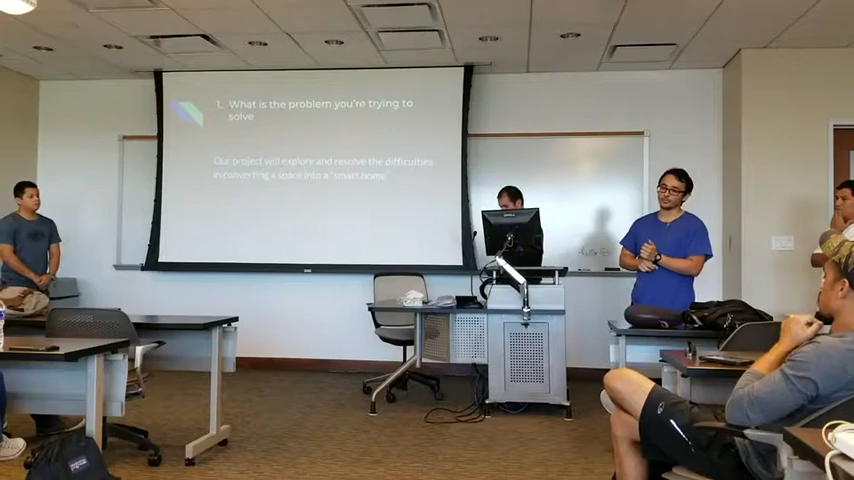 1. What is the problem you're trying to
solve
Our project will explore and resolve the difficulties
in converting a space into a "smart home"